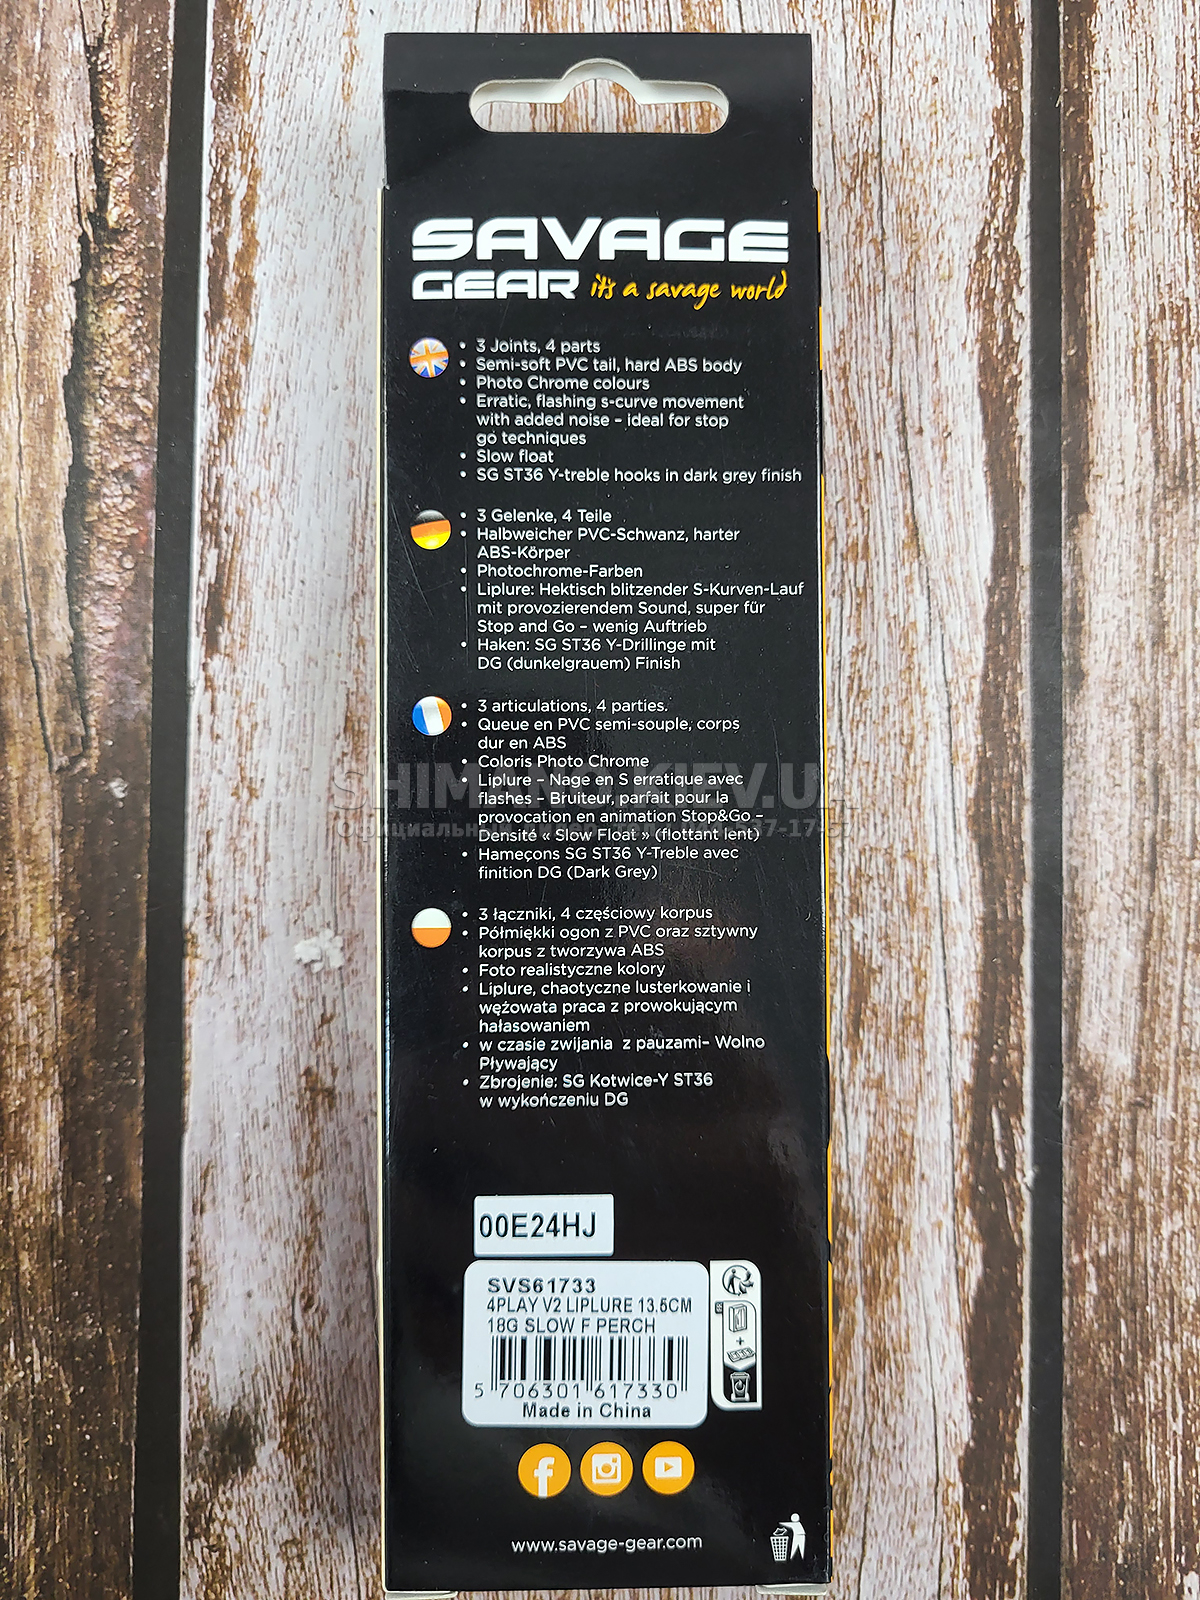 SAVAGE
GEAR it's a savage world
• 3 Joints, 4 parts
• Semi-soft PVC tail, hard ABS body
• Photo Chrome colours
• Erratic, flashing s-curve movement
with added noise – ideal for stop
go techniques
• Slow float
• SG ST36 Y-treble hooks in dark grey finish
• 3 Gelenke, 4 Teile
• Halbweicher PVC-Schwanz, harter
ABS-Körper
• Photochrome-Farben
• Liplure: Hektisch blitzender S-Kurven-Lauf
mit provozierendem Sound, super für
Stop and Go – wenig Auftrieb
• Haken: SG ST36 Y-Drillinge mit
DG (dunkelgrauem) Finish
• 3 articulations, 4 parties.
• Queue en PVC semi-souple, corps
dur en ABS
• Coloris Photo Chrome
• Liplure – Nage en S erratique avec
flashes – Bruiteur, parfait pour la
provocation en animation Stop&Go –
Densité « Slow Float » (flottant lent)
• Hameçons SG ST36 Y-Treble avec
finition DG (Dark Grey)
SHIMANO.KIEV.UA
Официальный
• 3 łączniki, 4 częściowy korpus
• Półmiękki ogon z PVC oraz sztywny
korpus z tworzywa ABS
• Foto realistyczne kolory
• Liplure, chaotyczne lusterkowanie i
wężowata praca z prowokującym
hałasowaniem
• w czasie zwijania z pauzami– Wolno
Pływający
• Zbrojenie: SG Kotwice-Y ST36
w wykończeniu DG
00E24HJ
SVS61733
4PLAY V2 LIPLURE 13.5CM
18G SLOW F PERCH
5 706301 617330
Made in China
www.savage-gear.com